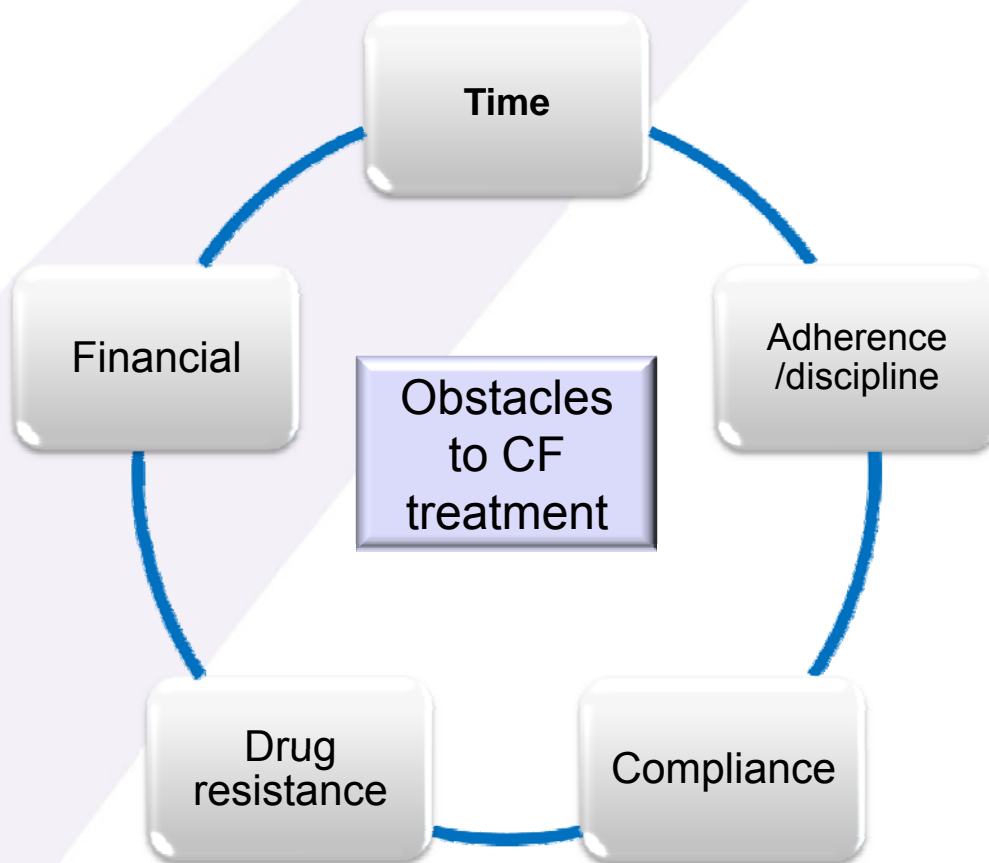 Time
Adherence
/discipline
Compliance
Drug
resistance
Financial
Obstacles
to CF
treatment